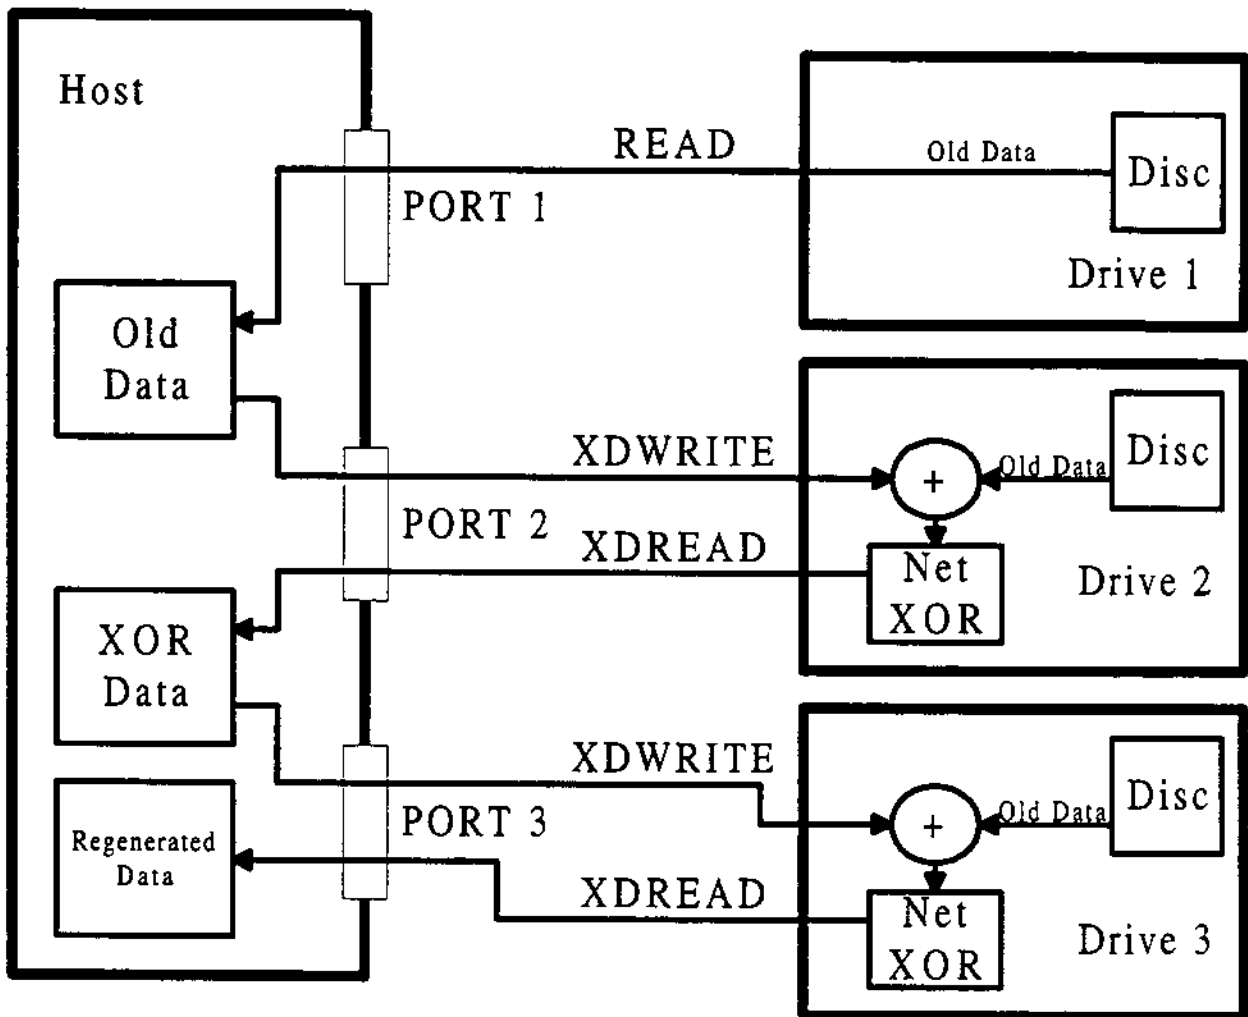 Host
READ
PORT 1
Old Data
Disc
Drive 1
Old
Data
XDWRITE
PORT 2
XDREAD
+
Old Data
Disc
Net
XOR
Drive 2
XOR
Data
XDWRITE
PORT 3
XDREAD
Regenerated
Data
+
Old Data
Disc
Net
XOR
Drive 3